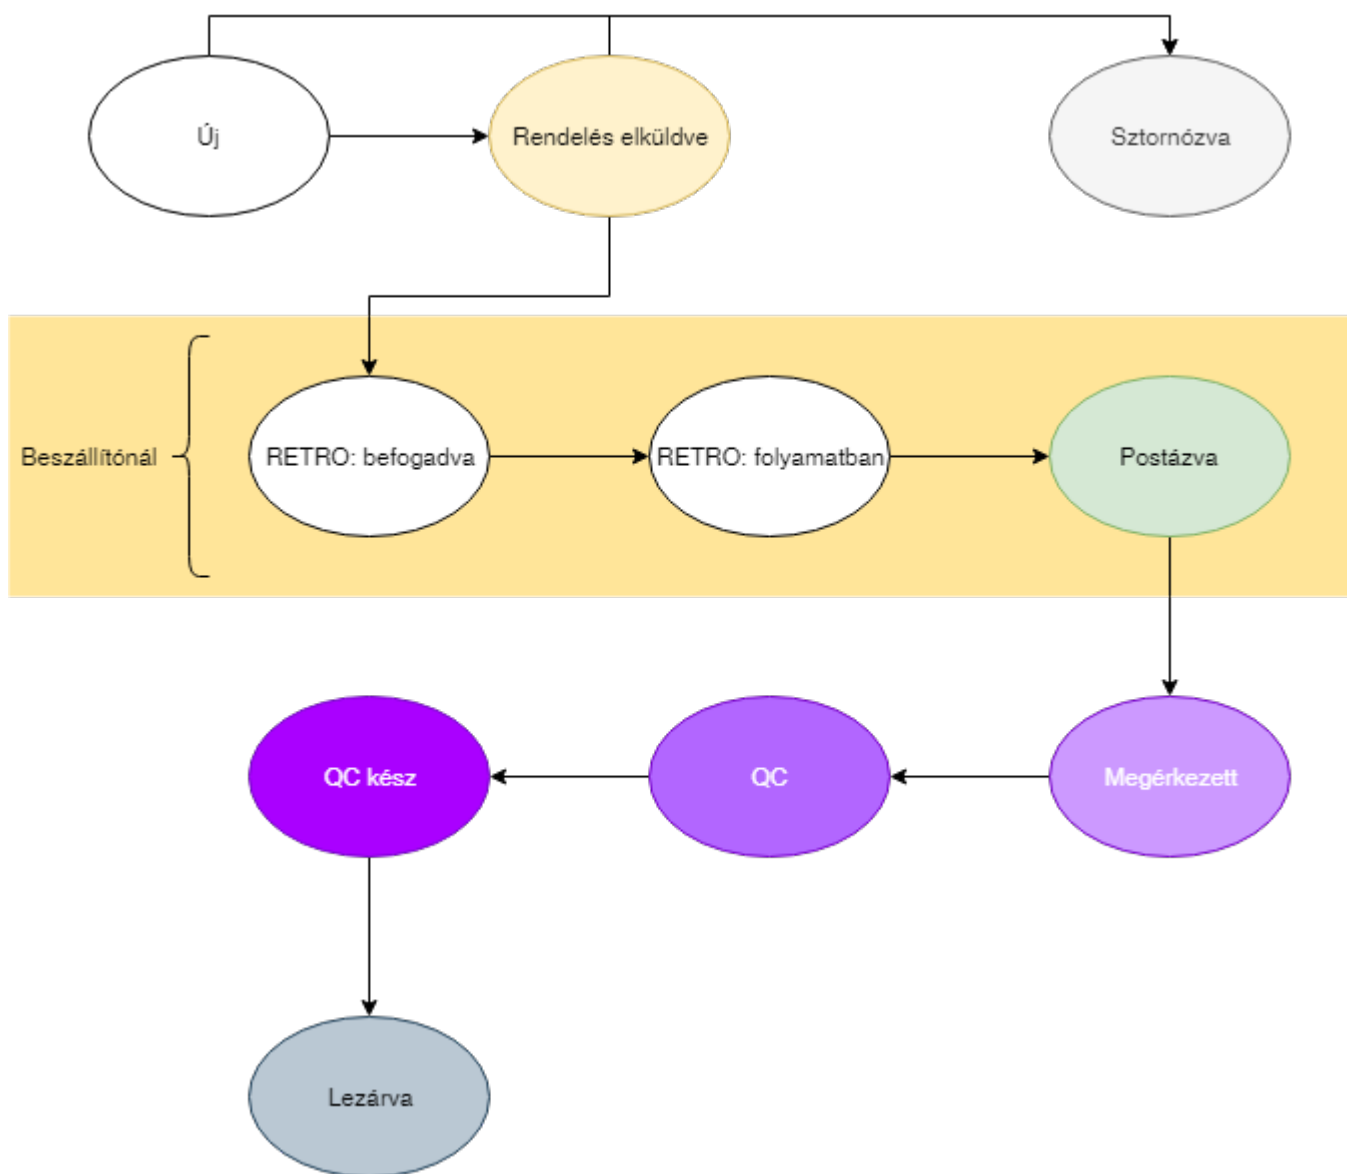 Új
Rendelés elküldve
Sztornózva
Beszállítónál
RETRO: befogadva
RETRO: folyamatban
Postázva
QC kész
QC
Megérkezett
Lezárva